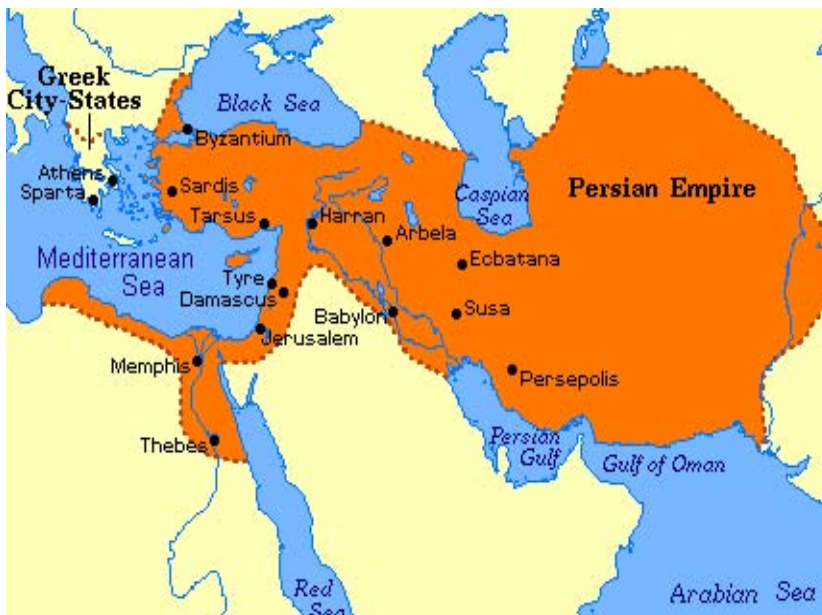 Greek
City-States
Black Sea
Byzantium
Athens
Sparta
Sardis
Tarsus
Harran
Arbela
Caspian
Sea
Persian Empire
Ecbatana
Mediterranean
Sea
Tyre
Damascus
Babylon
Susa
Jerusalem
Memphis
Persepolis
Thebes
Persian
Gulf
Gulf of Oman
Red
Sea
Arabian Sea